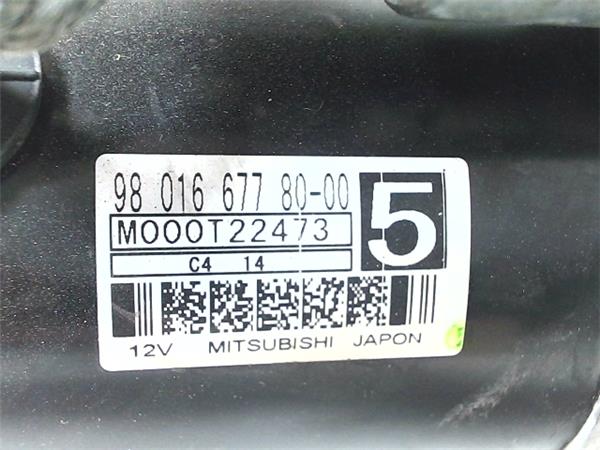 98 016 677 80-00
5
M000T22473
C4 14
12V MITSUBISHI JAPON